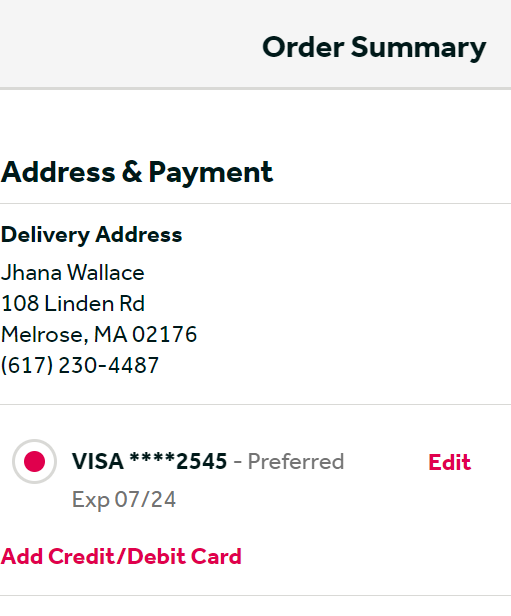 Order Summary
Address & Payment
Delivery Address
Jhana Wallace
108 Linden Rd
Melrose, MA 02176
(617) 230-4487
VISA ****2545 - Preferred
Edit
Exp 07/24
Add Credit/Debit Card